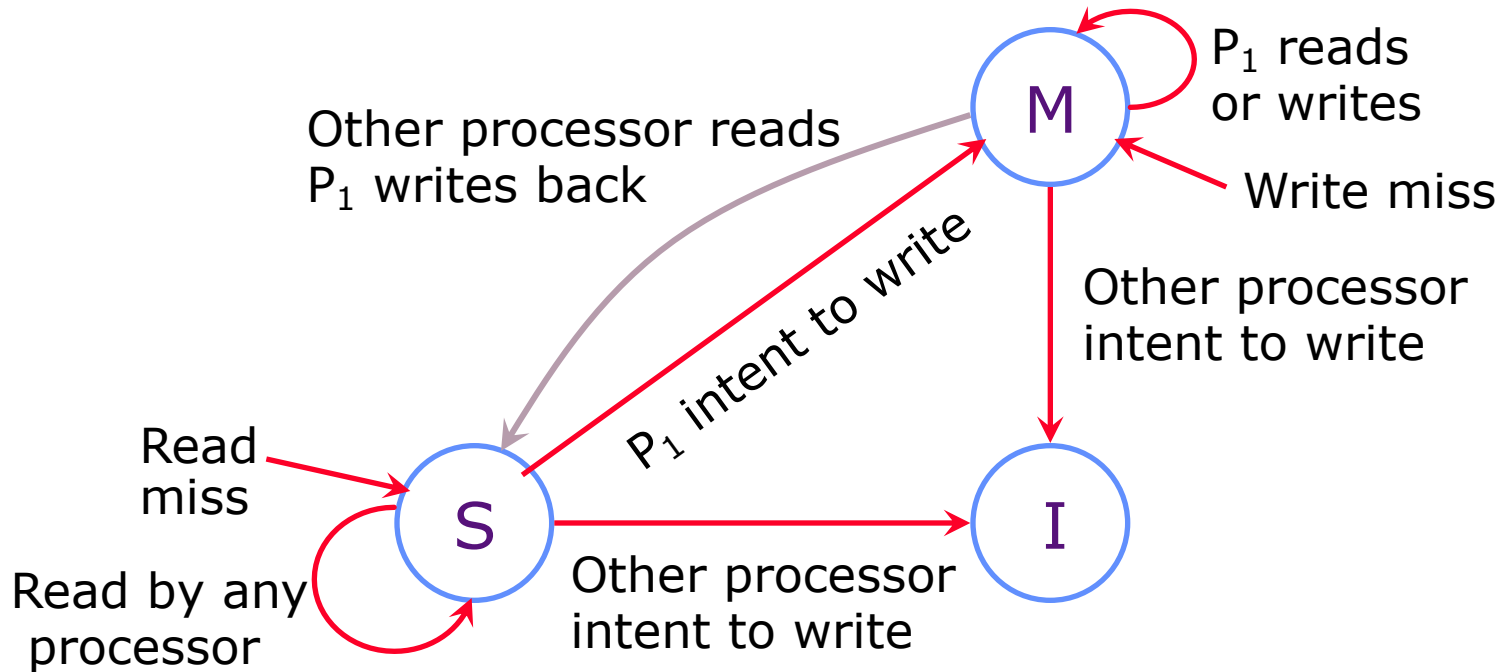 M
P₁ reads
or writes
Other processor reads
P₁ writes back
Write miss
P₁ intent to write
Other processor
intent to write
Read
miss
S
I
Read by any
processor
Other processor
intent to write